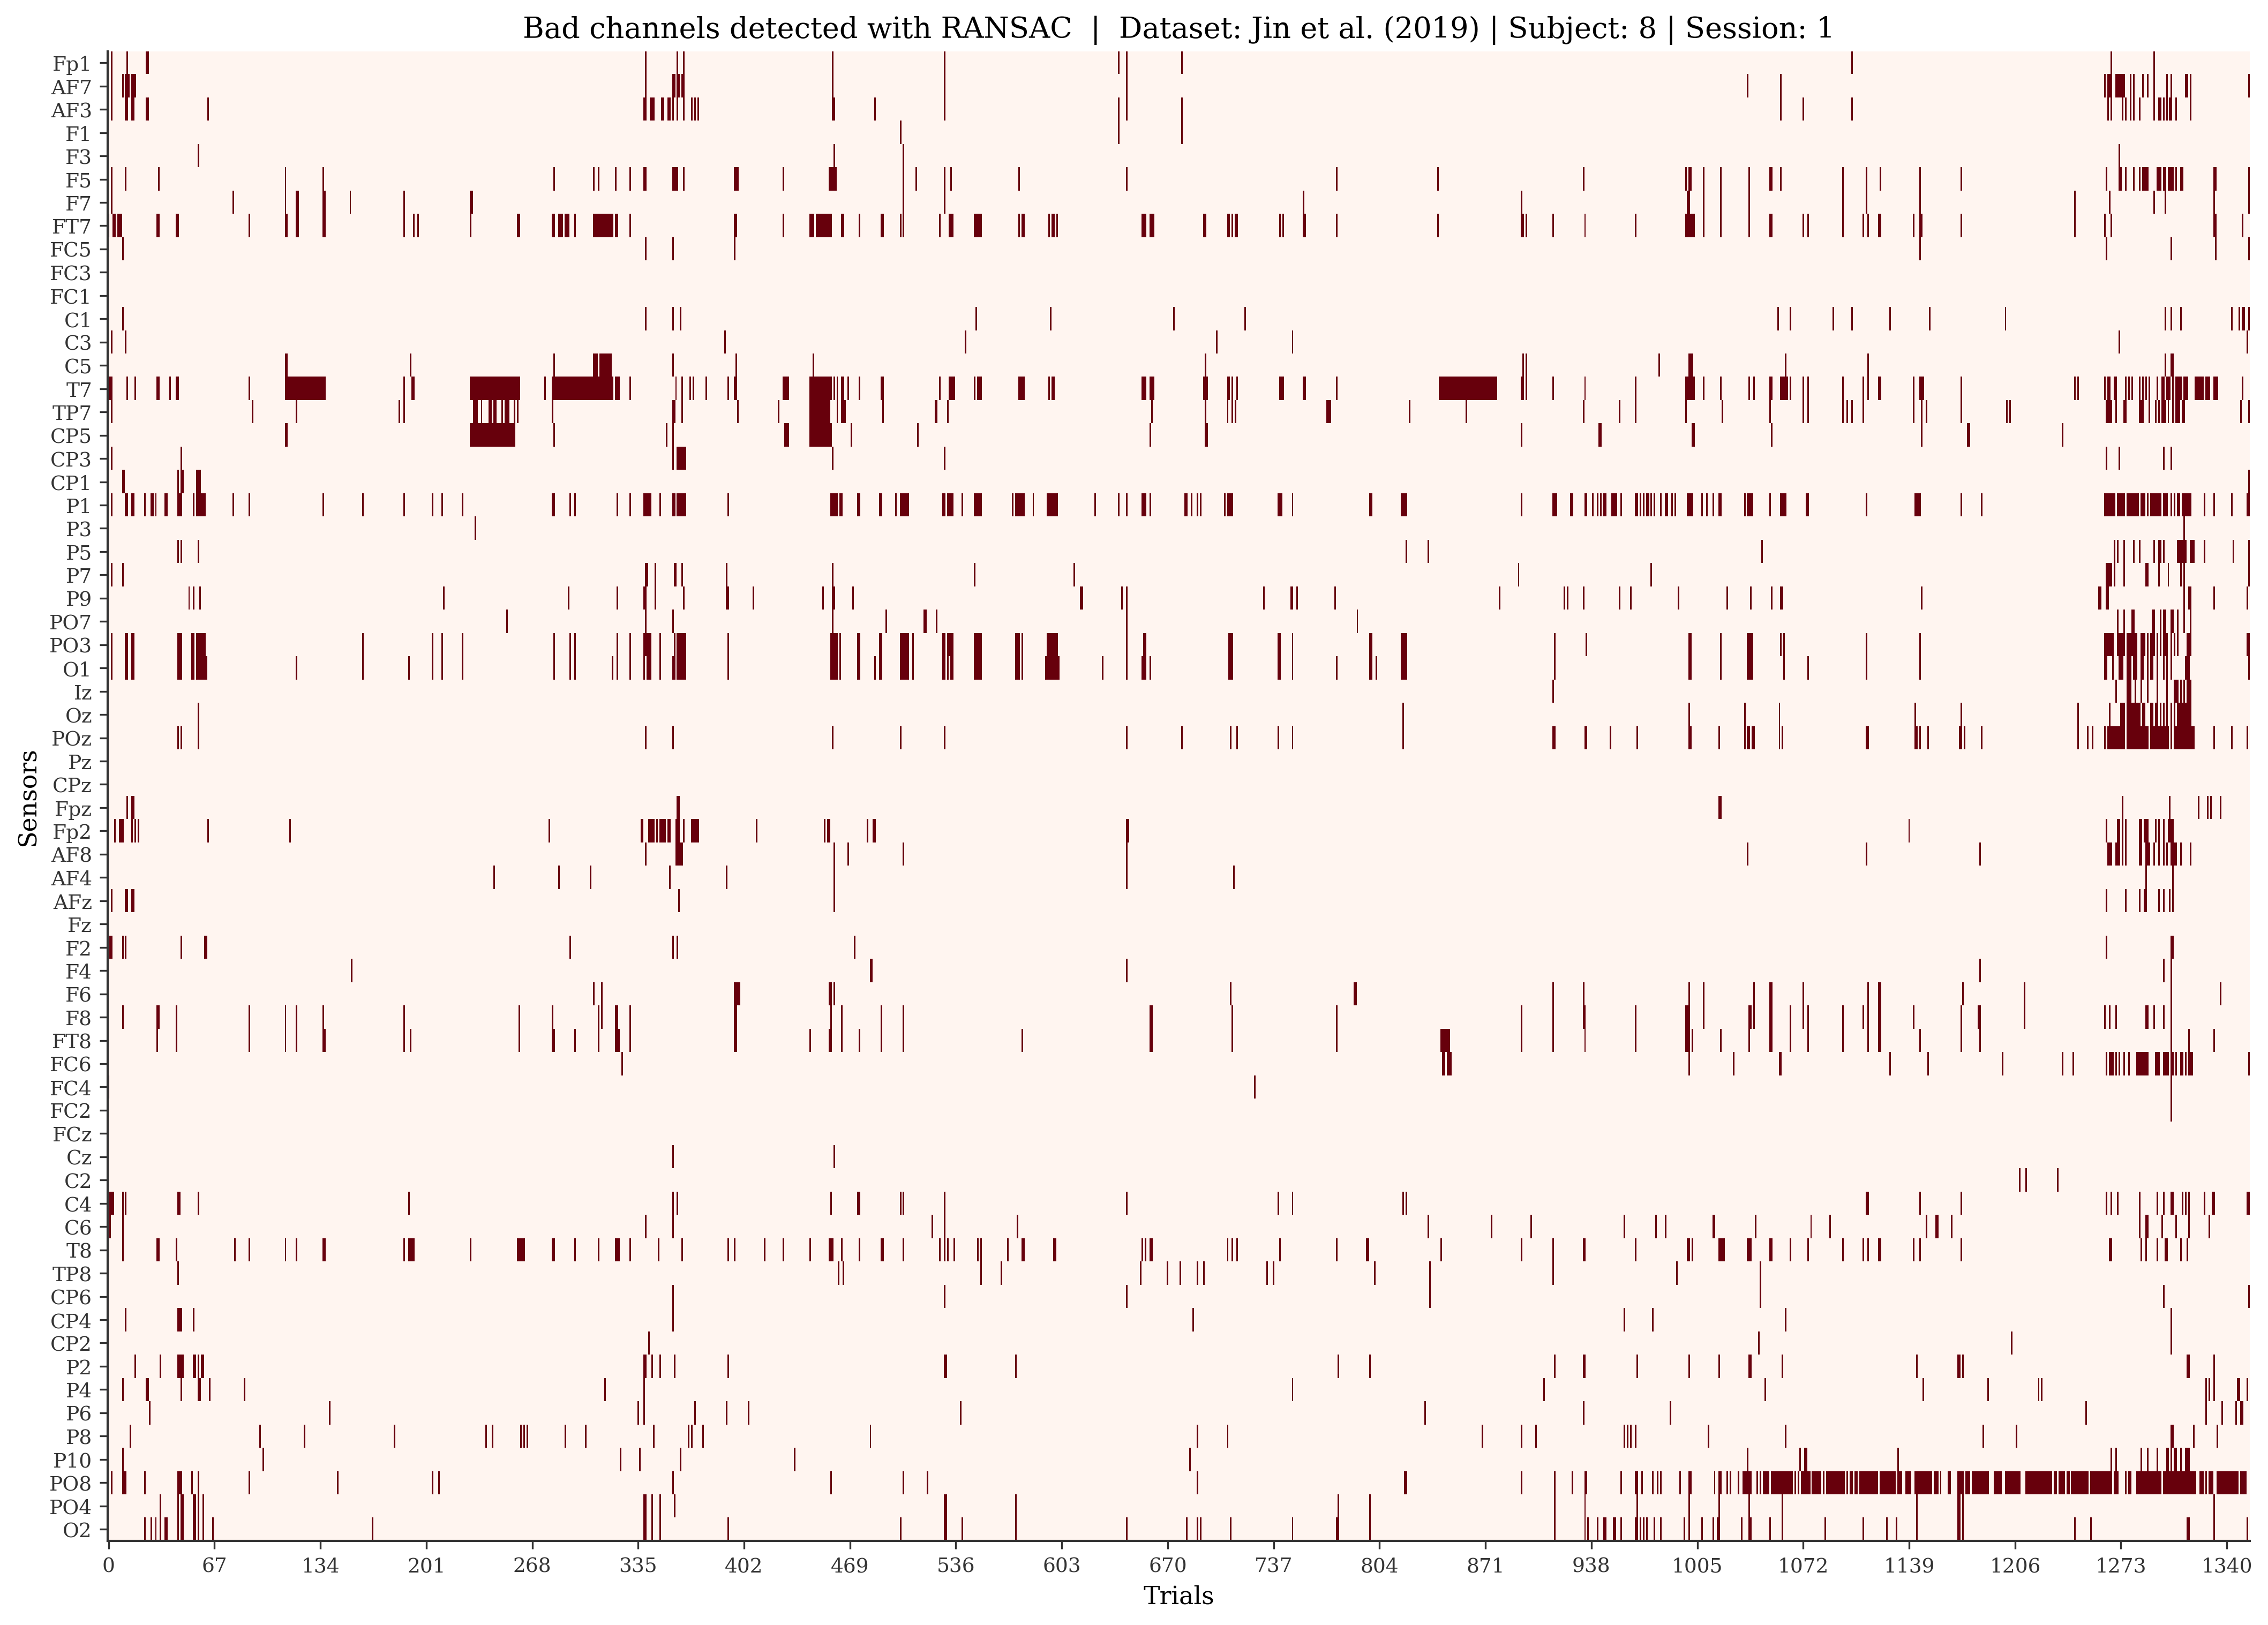 Bad channels detected with RANSAC | Dataset: Jin et al. (2019) | Subject: 8 | Session: 1
Sensors
Fp1
AF7
AF3
F1
F3
F5
F7
FT7
FC5
FC3
FC1
C1
C3
C5
T7
TP7
CP5
CP3
CP1
P1
P3
P5
P7
P9
PO7
PO3
O1
Iz
Oz
POz
Pz
CPz
Fpz
Fp2
AF8
AF4
AFz
Fz
F2
F4
F6
F8
FT8
FC6
FC4
FC2
FCz
Cz
C2
C4
C6
T8
TP8
CP6
CP4
CP2
P2
P4
P6
P8
P10
PO8
PO4
O2
0 67 134 201 268 335 402 469 536 603 670 737 804 871 938 1005 1072 1139 1206 1273 1340
Trials